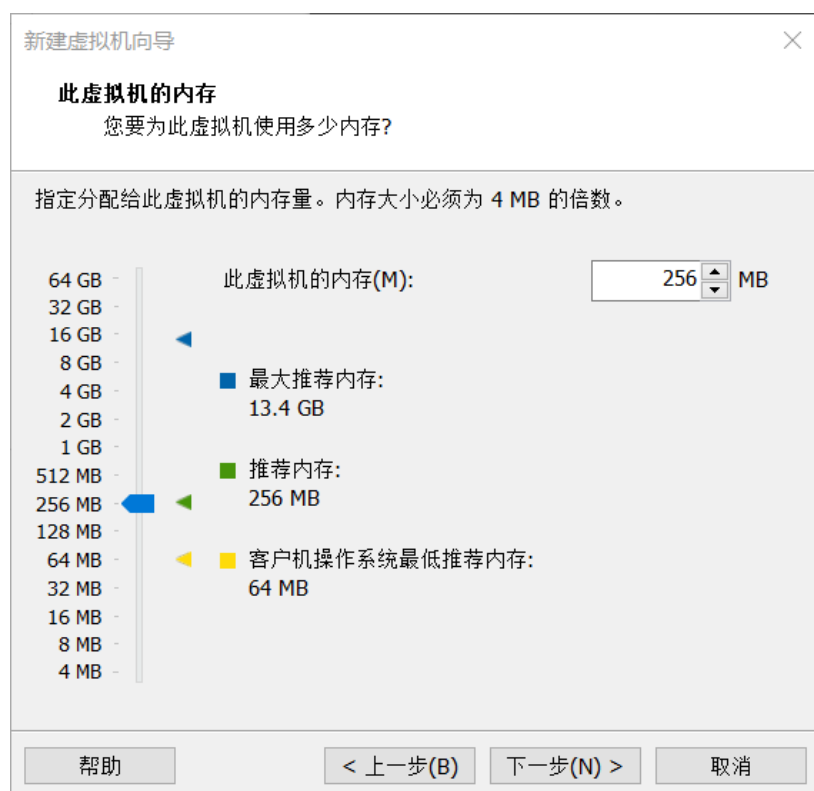 新建虚拟机向导
此虚拟机的内存
您要为此虚拟机使用多少内存?
指定分配给此虚拟机的内存量。内存大小必须为 4 MB 的倍数。
64 GB
32 GB
16 GB
8 GB
4 GB
2 GB
1 GB
512 MB
256 MB
128 MB
64 MB
32 MB
16 MB
8 MB
4 MB
此虚拟机的内存(M): 256 MB
最大推荐内存:
13.4 GB
推荐内存:
256 MB
客户机操作系统最低推荐内存:
64 MB
帮助 < 上一步(B) 下一步(N) > 取消